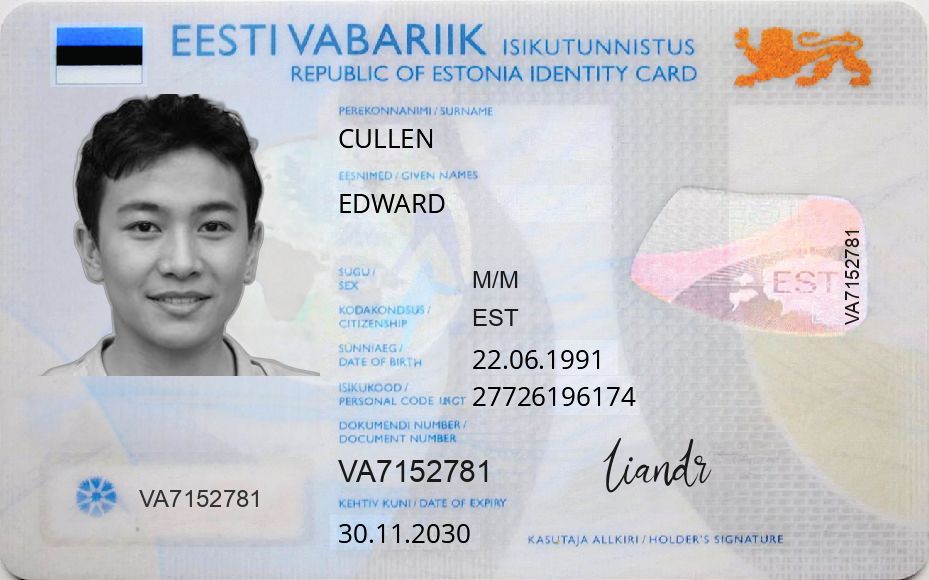 EESTI VABARIIK ISIKUTUNNISTUS
REPUBLIC OF ESTONIA IDENTITY CARD
PEREKONNANIMI / SURNAME
CULLEN
EESNIMED / GIVEN NAMES
EDWARD
SUGU /
SEX
M/M
KODAKONDSUS /
CITIZENSHIP
EST
SÜNNIAEG /
DATE OF BIRTH
22.06.1991
ISIKUKOOD /
PERSONAL CODE
27726196174
DOKUMENDI NUMBER /
DOCUMENT NUMBER
VA7152781
KEHTIV KUNI / DATE OF EXPIRY
30.11.2030
VA7152781
EST
VA7152781
KASUTAJA ALLKIRI / HOLDER'S SIGNATURE